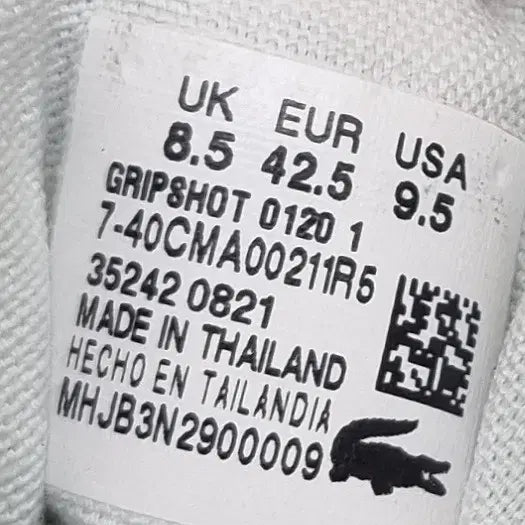 UK EUR USA
8.5 42.5 9.5
GRIPSHOT 0120 1
7-40CMA00211R5
35242 0821
MADE IN THAILAND
HECHO EN TAILANDIA
MHJB3N2900009